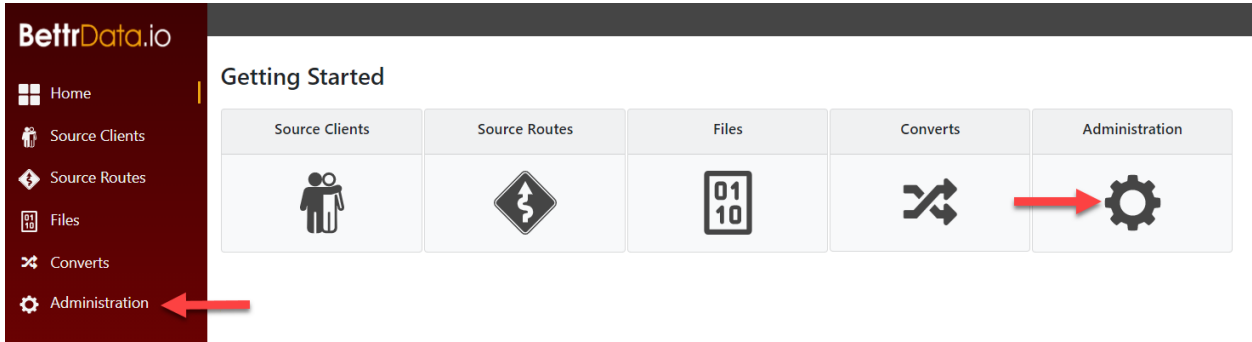 BettrData.io
Home
Source Clients
Source Routes
Files
Converts
Administration
Getting Started
Source Clients
Source Routes
Files
Converts
Administration
01
10